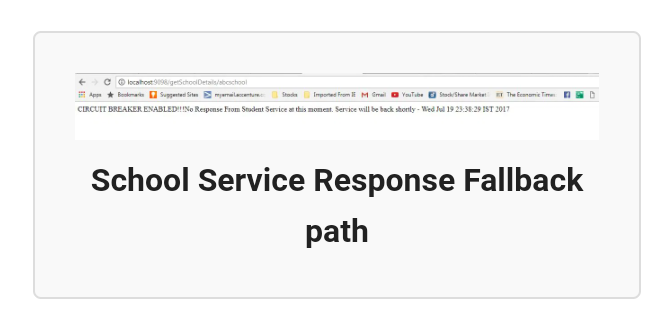 localhost:9098/getSchoolDetails/abcschool
Apps Bookmarks Suggested Sites myemail.accenture.c Stocks Imported From IE Gmail YouTube Stock/Share Market The Economic Times
CIRCUIT BREAKER ENABLED!!!No Response From Student Service at this moment. Service will be back shortly - Wed Jul 19 23:38:29 IST 2017
School Service Response Fallback
path